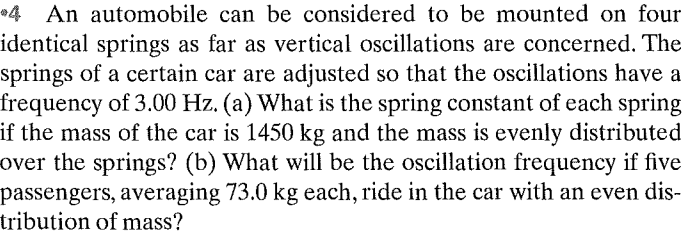 •4 An automobile can be considered to be mounted on four
identical springs as far as vertical oscillations are concerned. The
springs of a certain car are adjusted so that the oscillations have a
frequency of 3.00 Hz. (a) What is the spring constant of each spring
if the mass of the car is 1450 kg and the mass is evenly distributed
over the springs? (b) What will be the oscillation frequency if five
passengers, averaging 73.0 kg each, ride in the car with an even dis-
tribution of mass?